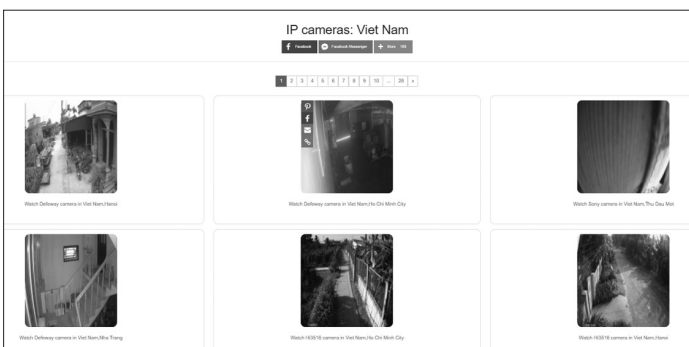 IP cameras: Viet Nam
Facebook Facebook Messenger
1 2 3 4 5 6 7 8 9 10 ... 28 »
Watch Defeway camera in Viet Nam,Hanoi
Watch Defeway camera in Viet Nam,Ho Chi Minh City
Watch Sony camera in Viet Nam,Thu Dau Mot
Watch Defeway camera in Viet Nam,Nha Trang
Watch Hi3516 camera in Viet Nam,Ho Chi Minh City
Watch Hi3516 camera in Viet Nam,Hanoi